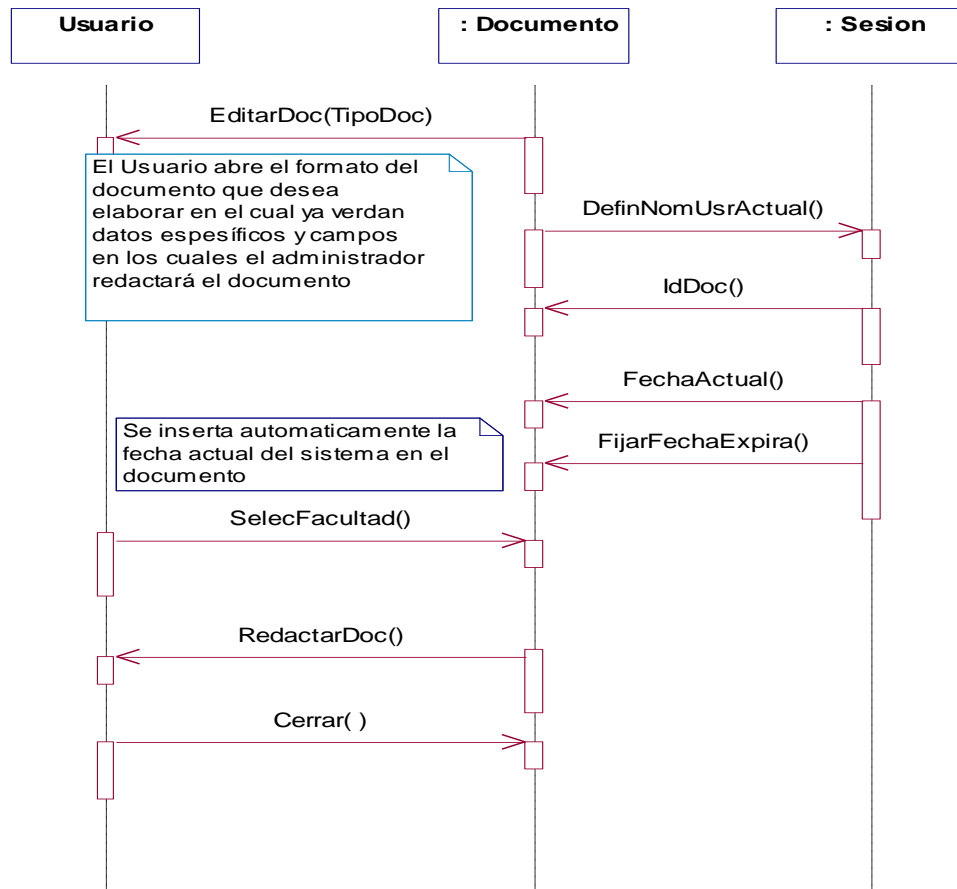 Usuario
: Documento
: Sesion
EditarDoc(TipoDoc)
El Usuario abre el formato del
documento que desea
elaborar en el cual ya verdan
datos espesíficos y campos
en los cuales el administrador
redactará el documento
DefinNomUsrActual()
IdDoc()
FechaActual()
Se inserta automaticamente la
fecha actual del sistema en el
documento
FijarFechaExpira()
SelecFacultad()
RedactarDoc()
Cerrar( )